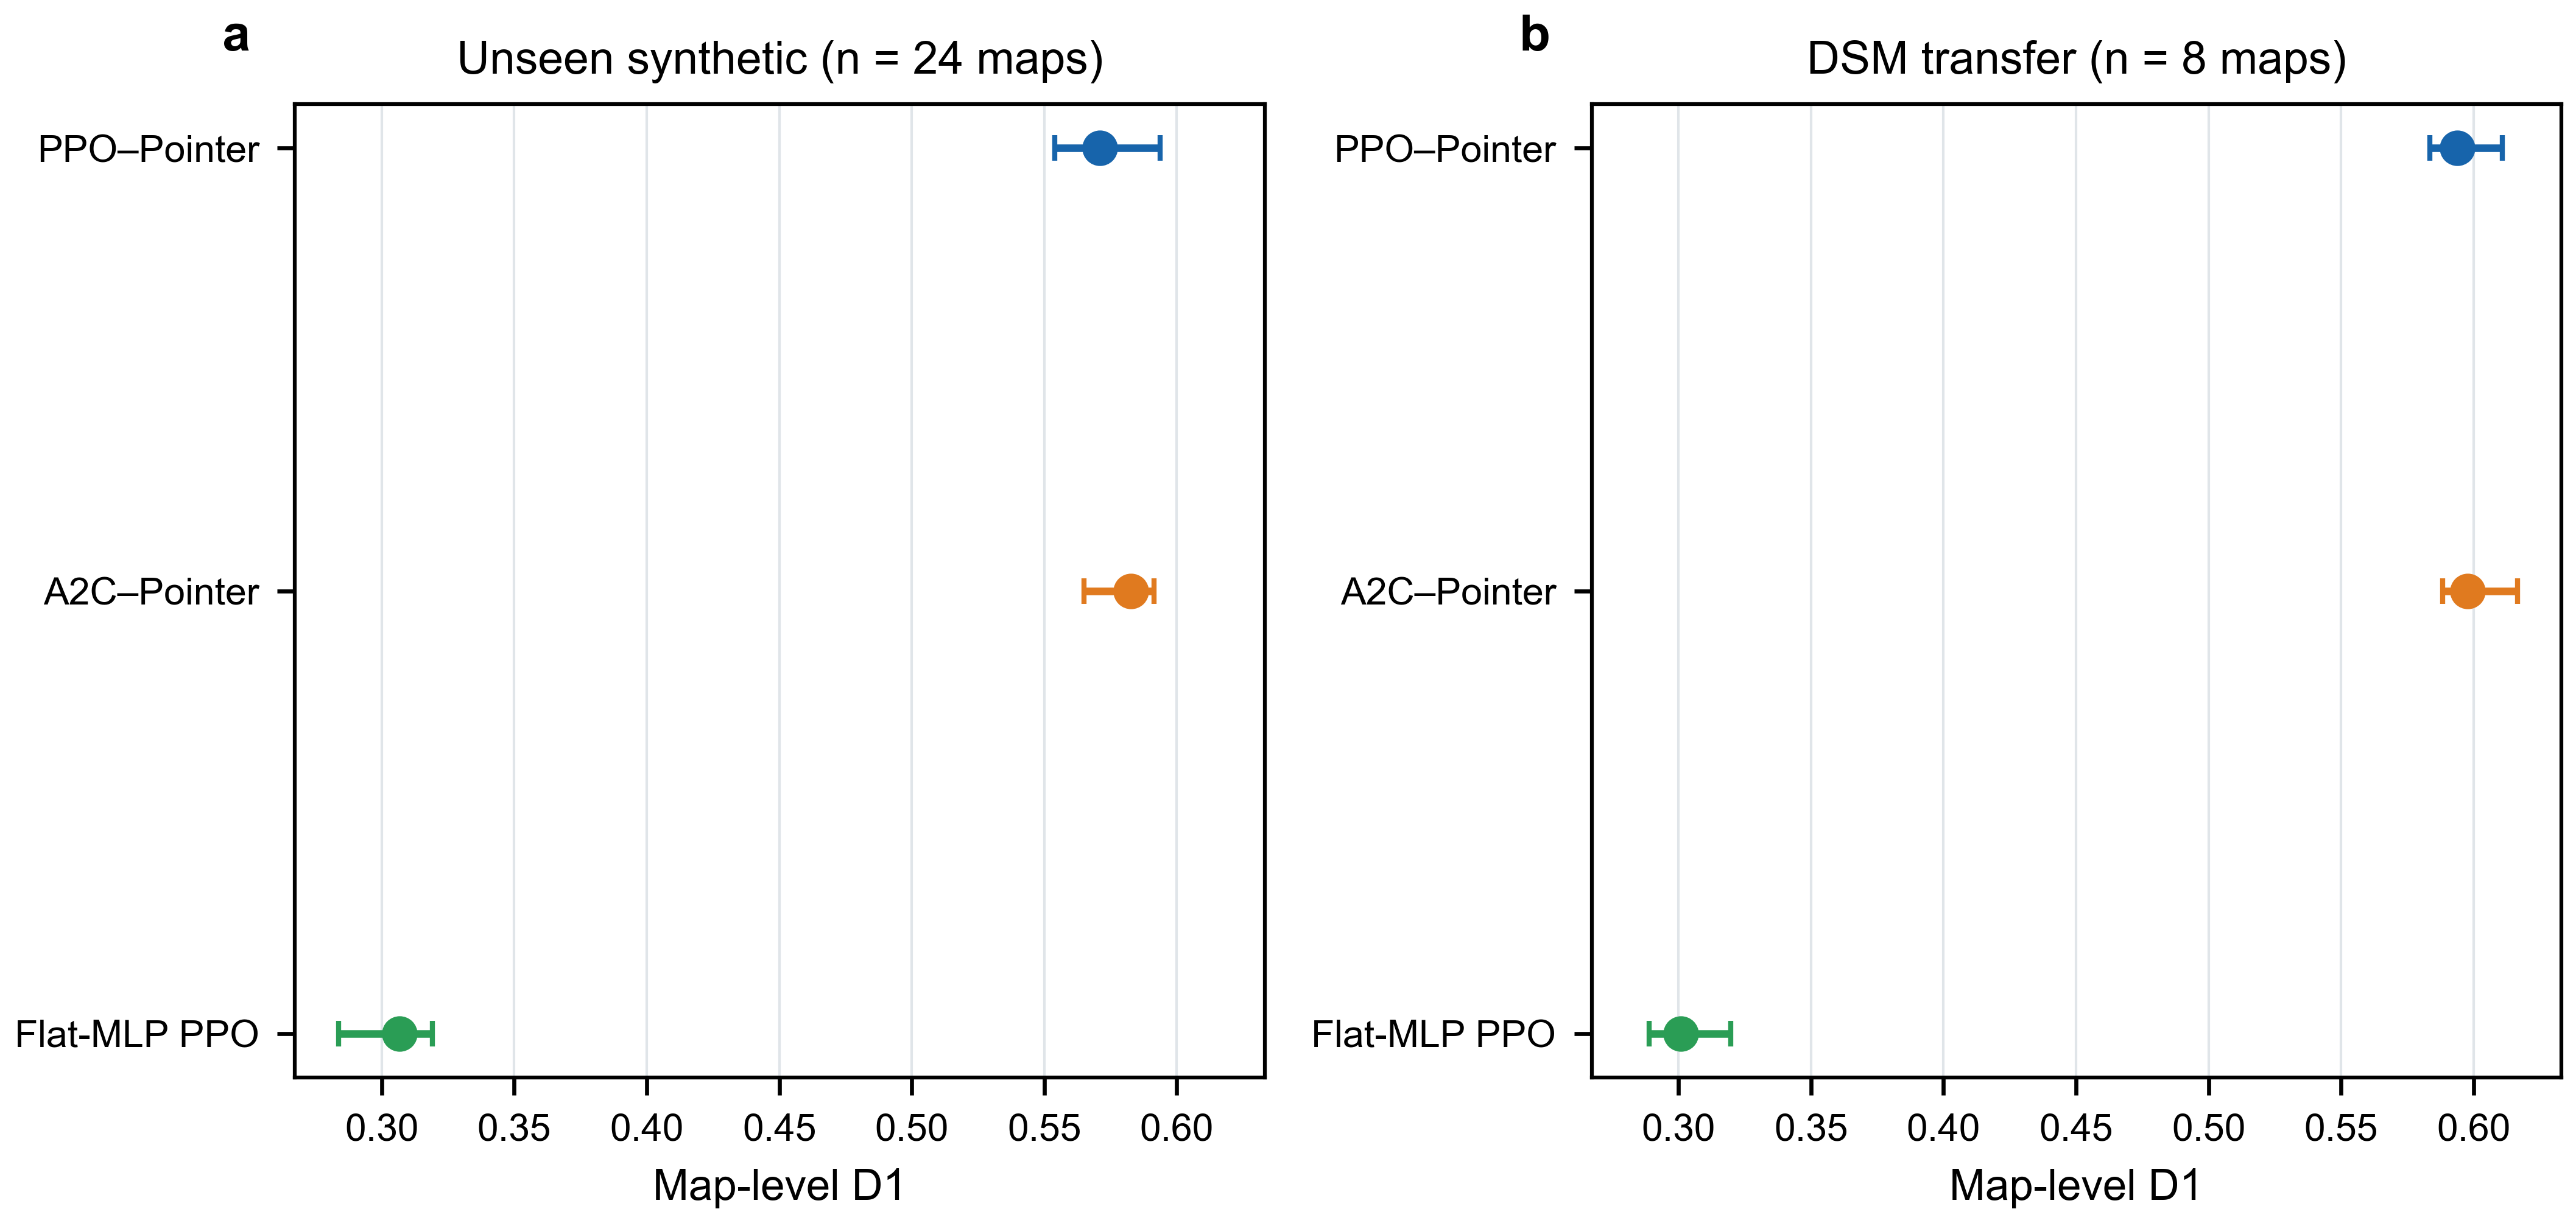 a
Unseen synthetic (n = 24 maps)
PPO–Pointer
A2C–Pointer
Flat-MLP PPO
0.30 0.35 0.40 0.45 0.50 0.55 0.60
Map-level D1
b
DSM transfer (n = 8 maps)
PPO–Pointer
A2C–Pointer
Flat-MLP PPO
0.30 0.35 0.40 0.45 0.50 0.55 0.60
Map-level D1